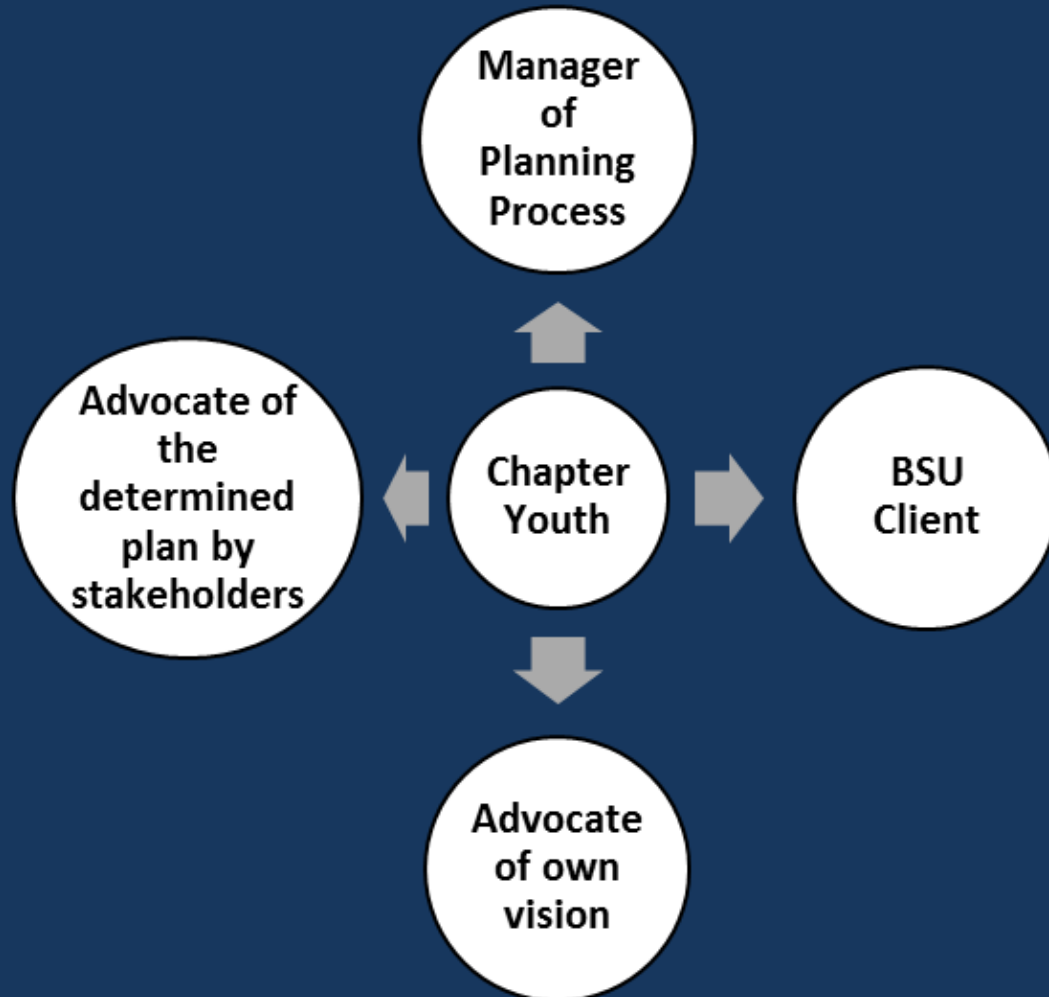 Manager
of
Planning
Process
Advocate of
the
determined
plan by
stakeholders
Chapter
Youth
BSU
Client
Advocate
of own
vision